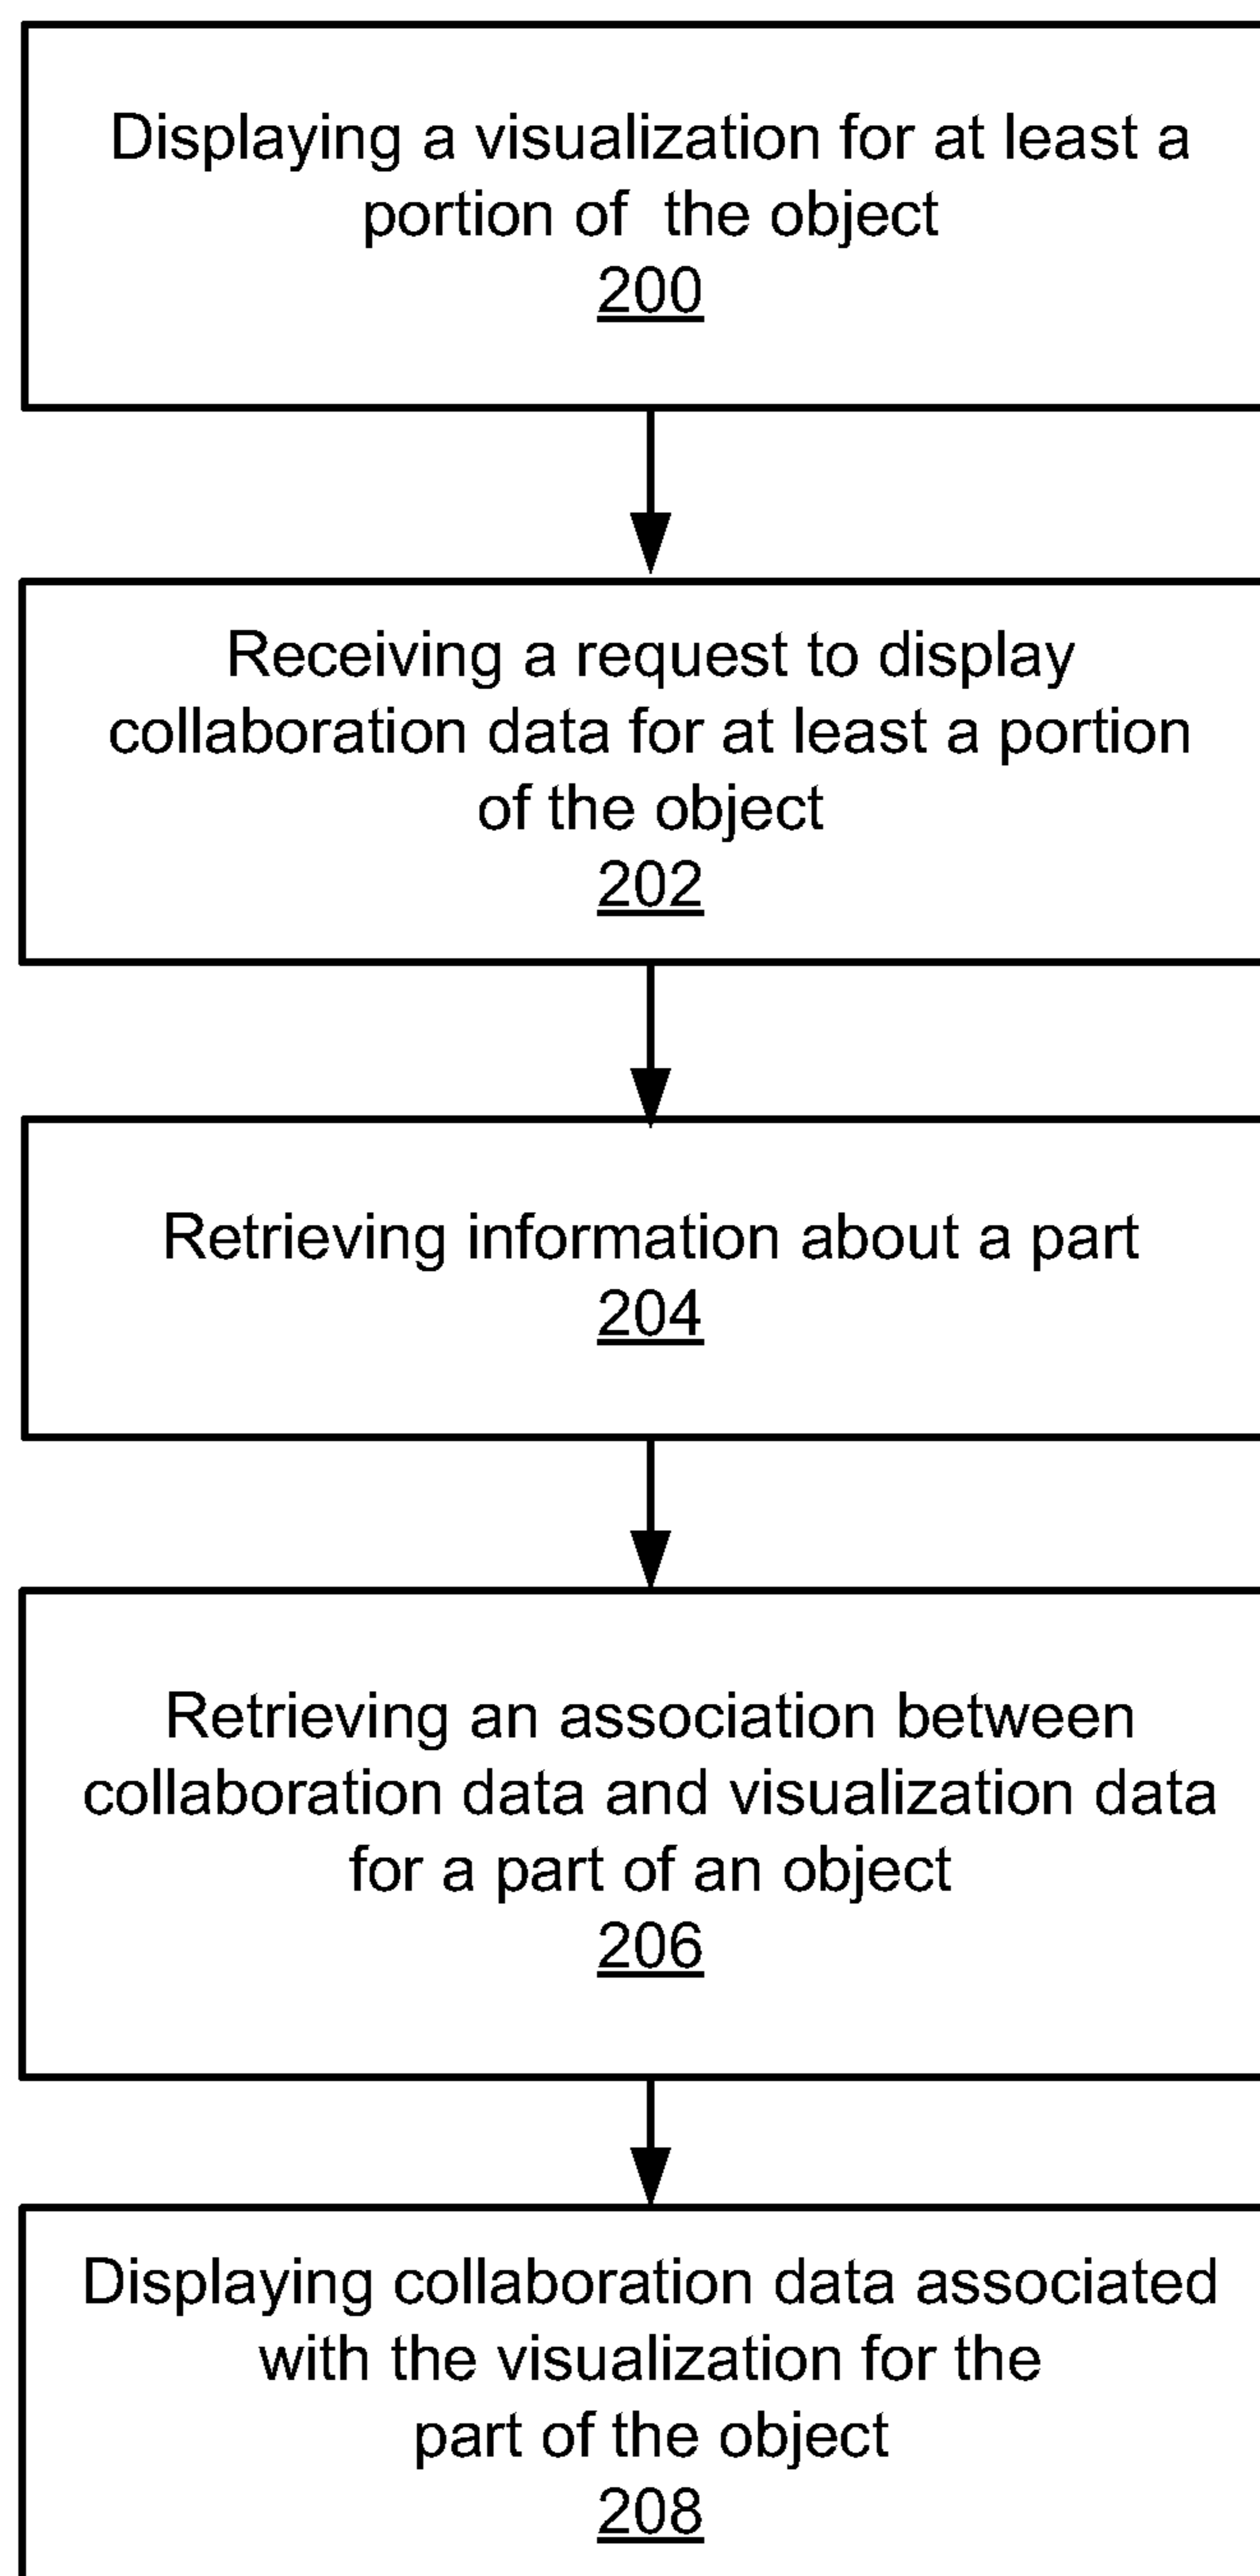 Displaying a visualization for at least a
portion of  the object
200
Receiving a request to display
collaboration data for at least a portion
of the object
202
Retrieving information about a part
204
Retrieving an association between
collaboration data and visualization data
for a part of an object
206
Displaying collaboration data associated
with the visualization for the
part of the object
208